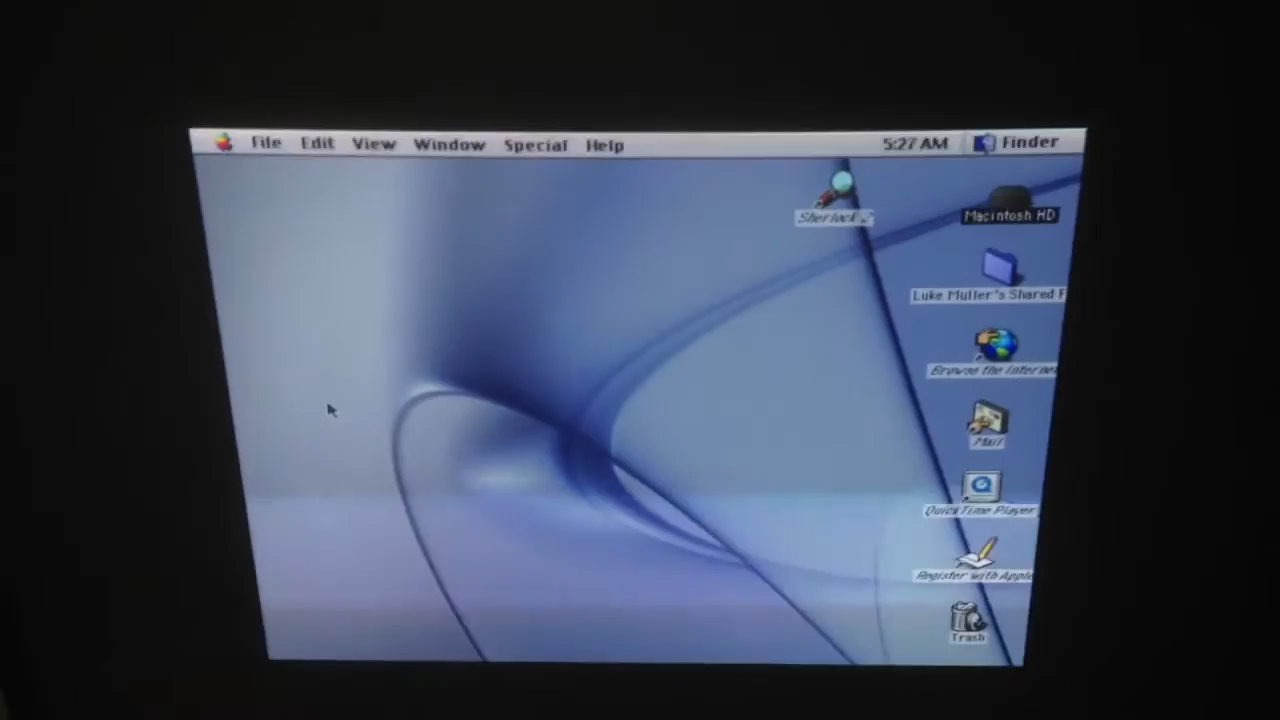 File Edit View Window Special Help 5:27 AM Finder
Sherlock 2
Macintosh HD
Luke Muller's Shared F
Browse the Internet
Mail
QuickTime Player
Register with Apple
Trash